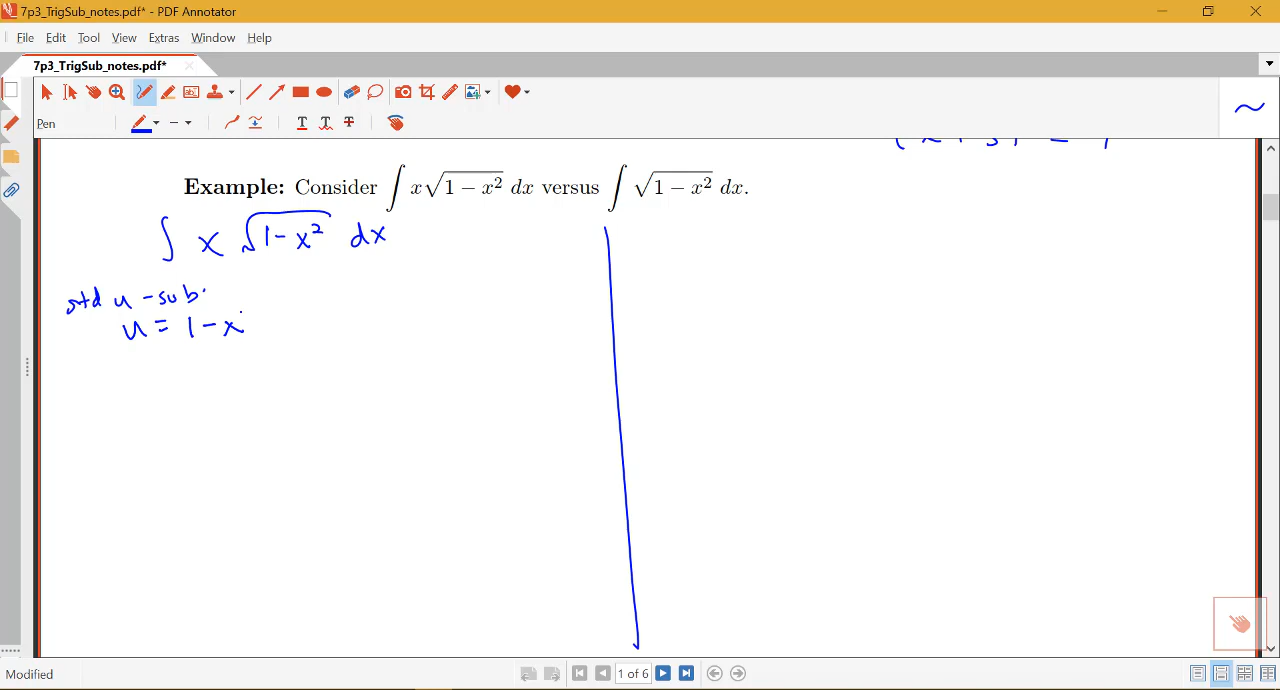 7p3_TrigSub_notes.pdf* - PDF Annotator
File Edit Tool View Extras Window Help
7p3_TrigSub_notes.pdf*
Pen
Example: Consider ∫ x√(1 − x²) dx versus ∫ √(1 − x²) dx.
∫ x √(1-x²) dx
std u-sub.
u = 1-x
1 of 6
Modified